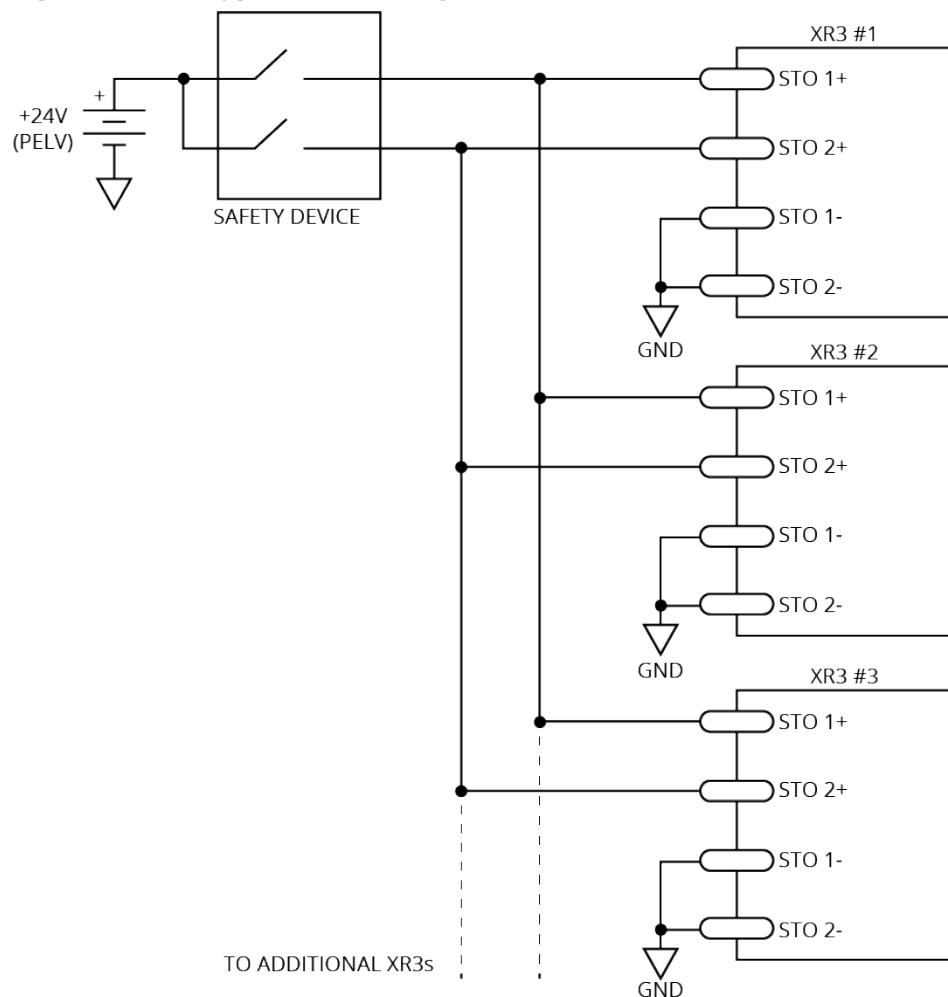 XR3 #1
STO 1+
+
+24V
(PELV)
STO 2+
SAFETY DEVICE
STO 1-
STO 2-
GND
XR3 #2
STO 1+
STO 2+
STO 1-
STO 2-
GND
XR3 #3
STO 1+
STO 2+
STO 1-
STO 2-
TO ADDITIONAL XR3s
GND